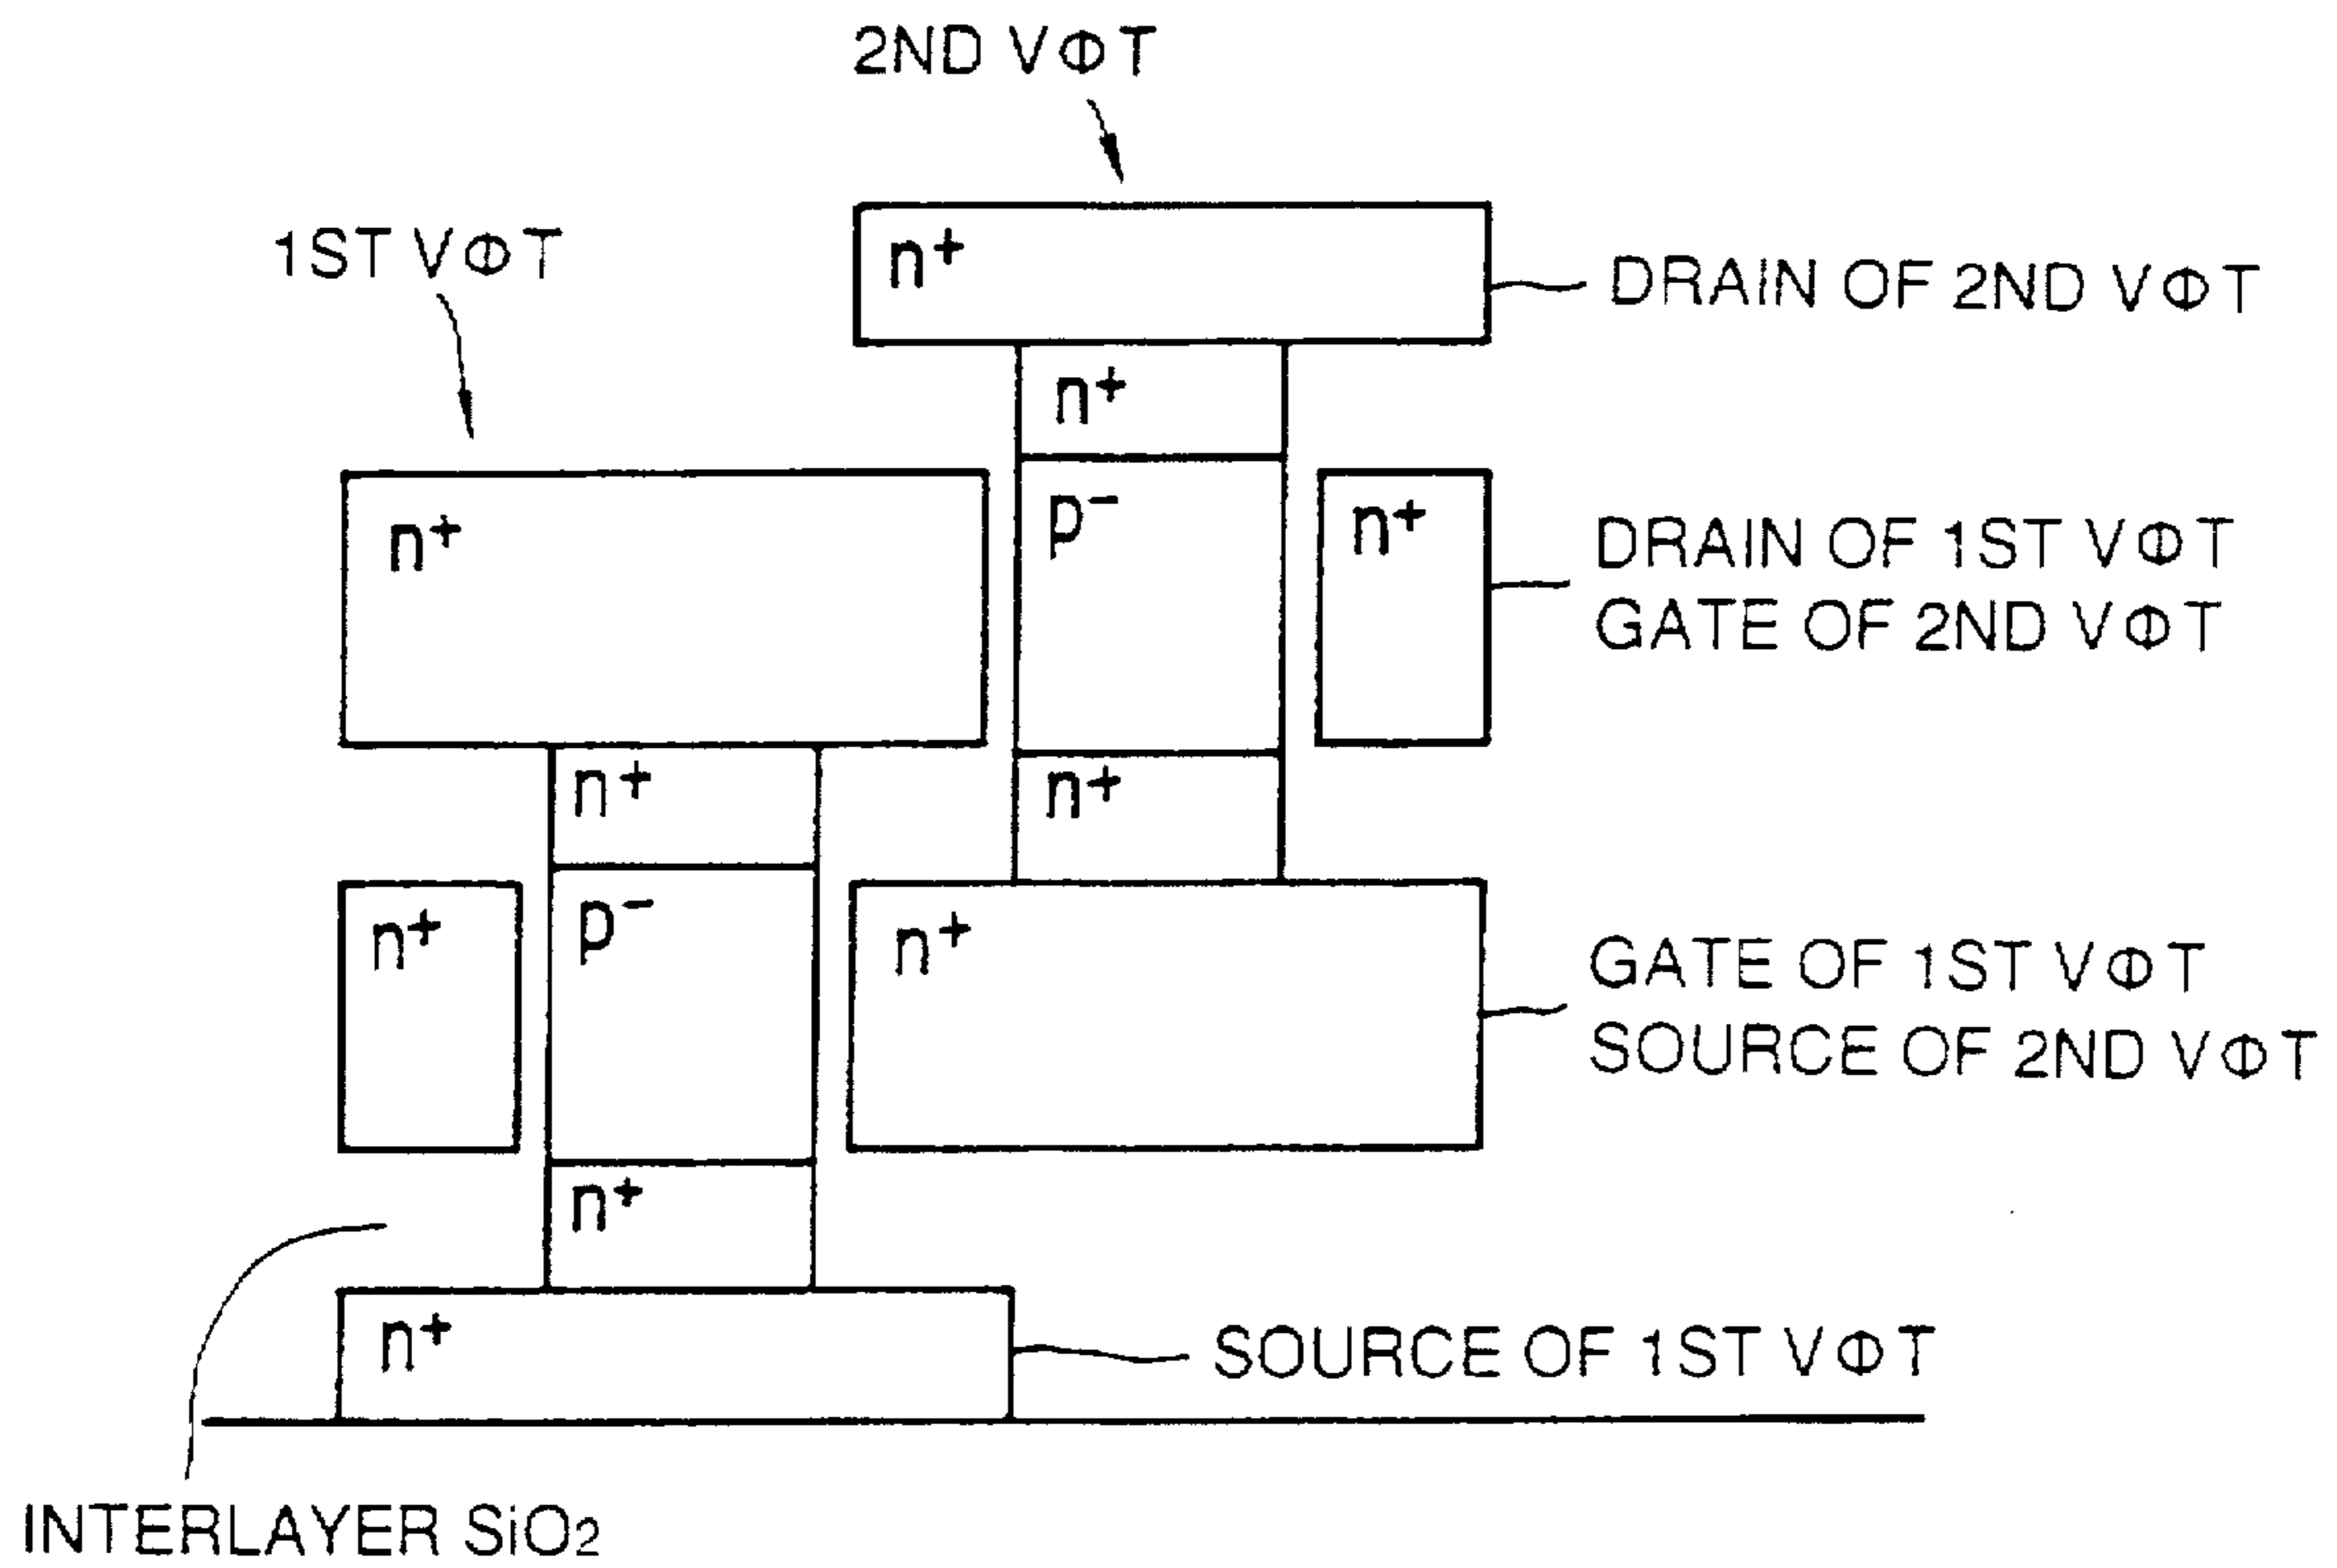 2ND VΦT
1ST VΦT
n+
DRAIN OF 2ND VΦT
n+
n+
p−
n+
DRAIN OF 1ST VΦT
GATE OF 2ND VΦT
n+
n+
n+
p−
n+
GATE OF 1ST VΦT
SOURCE OF 2ND VΦT
n+
n+
SOURCE OF 1ST VΦT
INTERLAYER SiO2